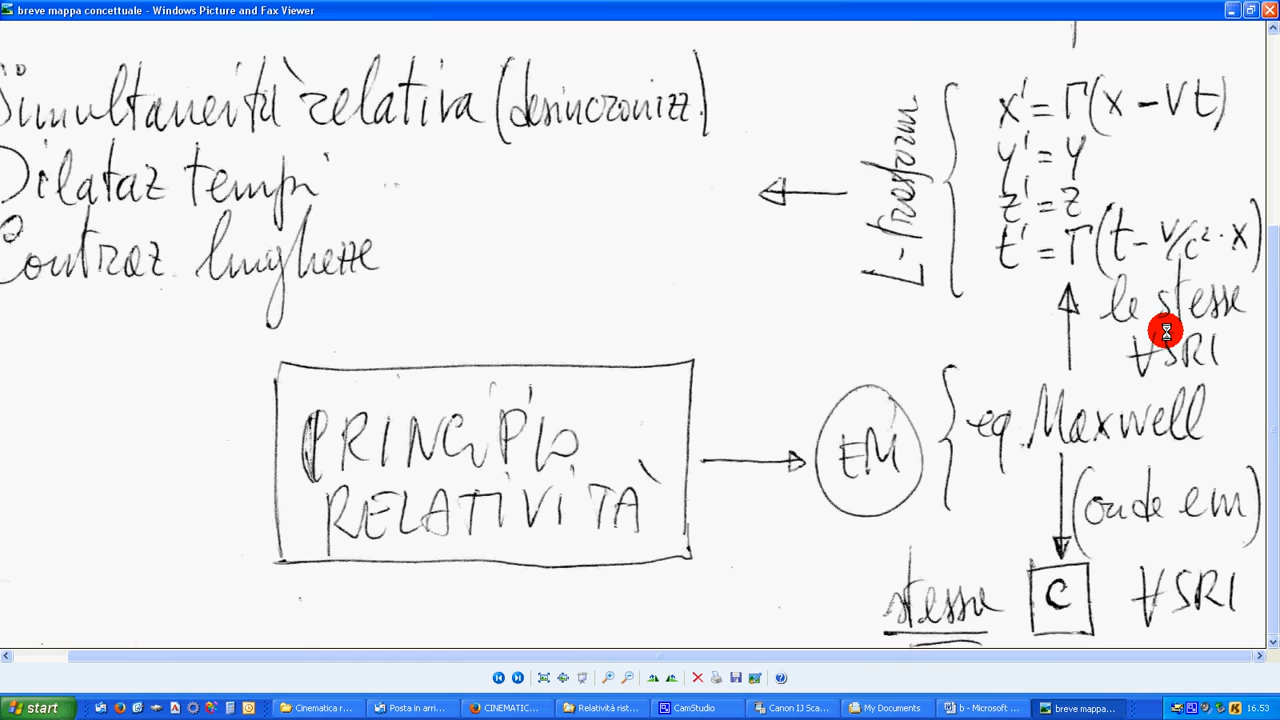 breve mappa concettuale - Windows Picture and Fax Viewer
Simultaneità relativa (desincronizz.)
Dilataz tempi
Contraz. lunghezze
L-trasform
x' = Γ(x - vt)
y' = y
z' = z
t' = Γ(t - v/c² · x)
le stesse
∀ SRI
PRINCIPIO
RELATIVITÀ
EM
eq. Maxwell
(onde em)
stessa C ∀ SRI
start
Cinematica r...
Posta in arriv...
CINEMATIC...
Relatività rist...
CamStudio
Canon IJ Sca...
My Documents
b - Microsoft ...
breve mappa...
16.53